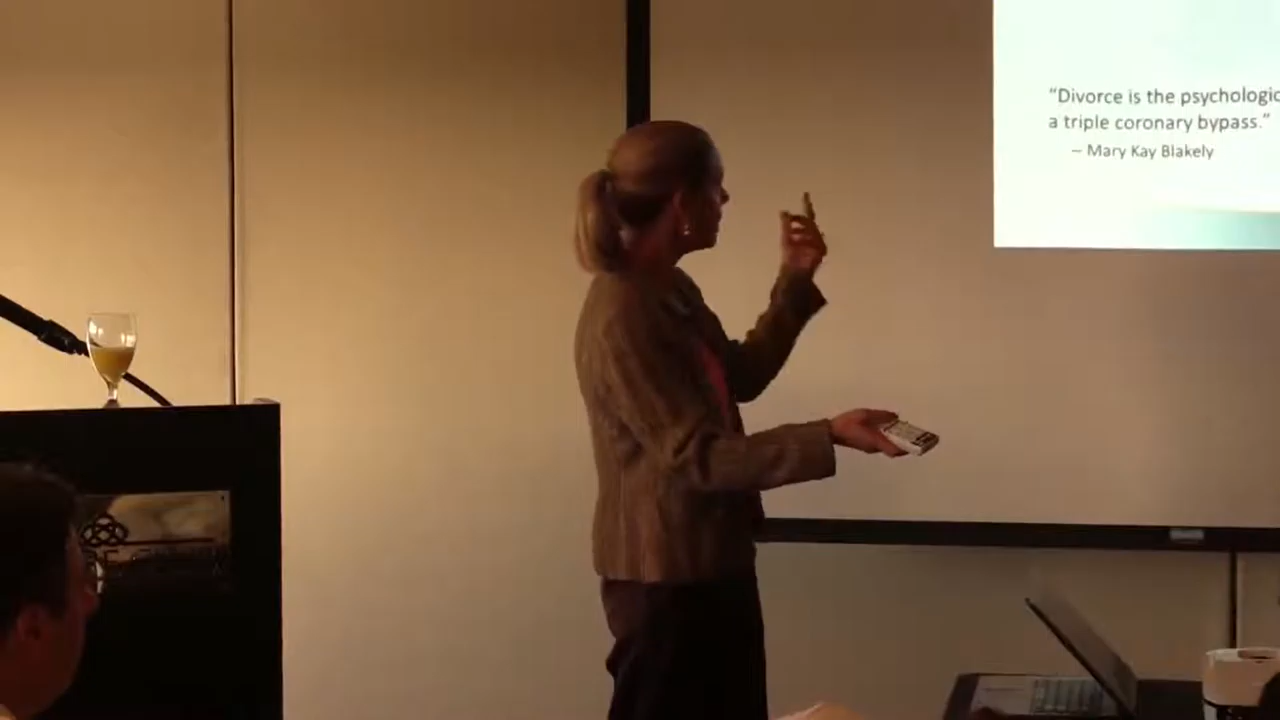 “Divorce is the psychologic
a triple coronary bypass.”
– Mary Kay Blakely